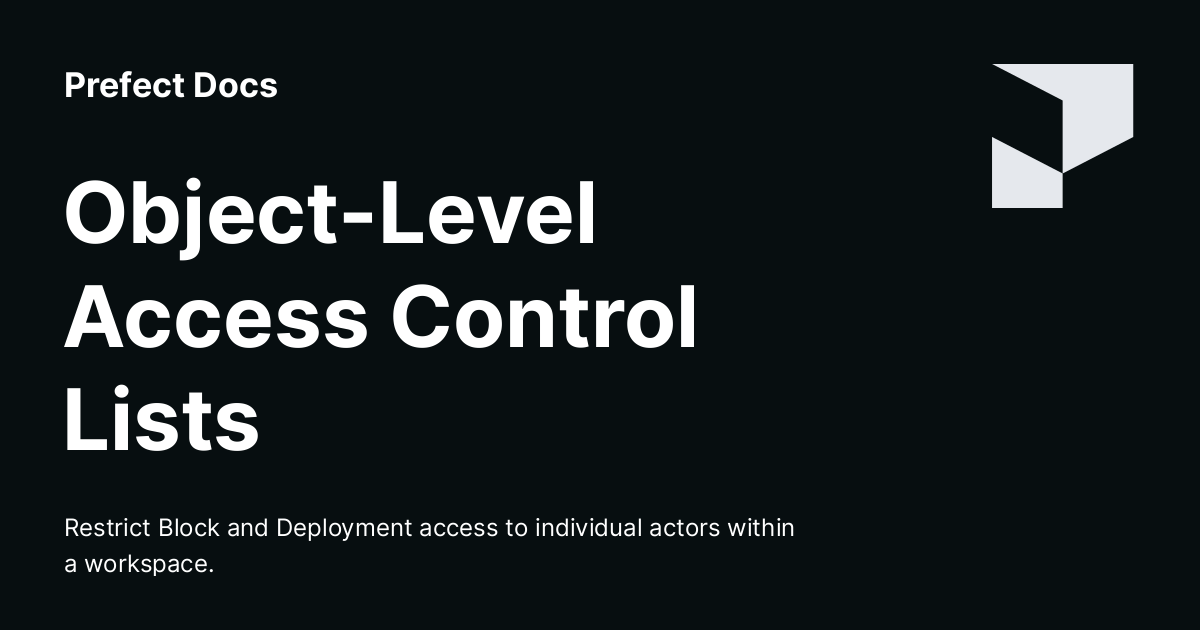 Prefect Docs
Object-Level
Access Control
Lists
Restrict Block and Deployment access to individual actors within
a workspace.